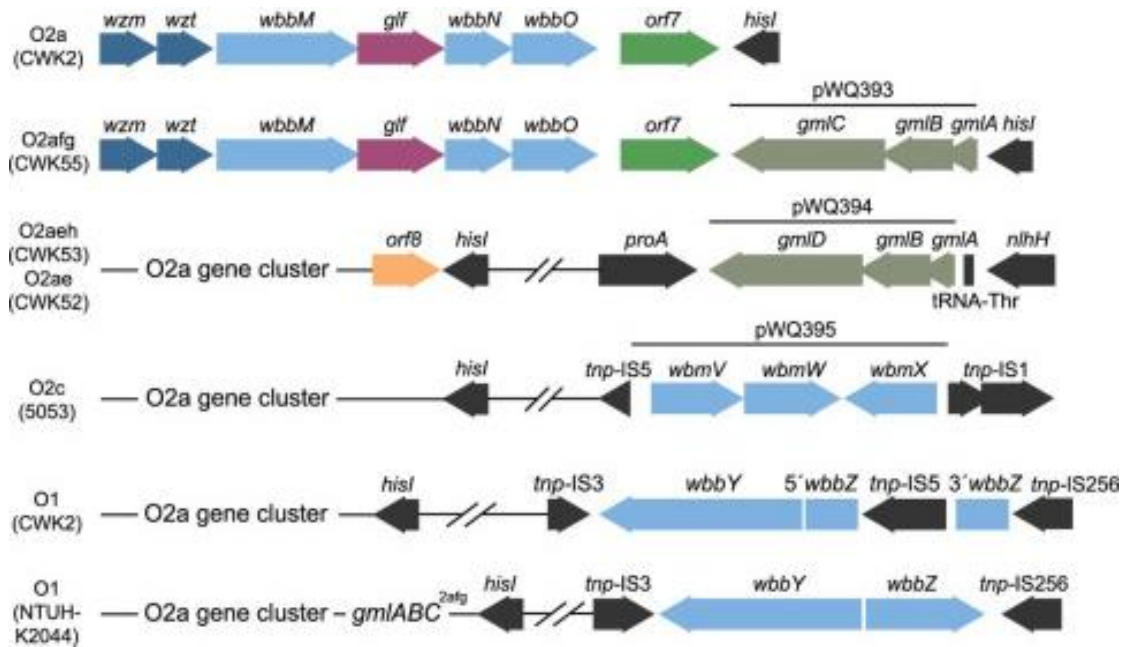 wzm wzt wbbM glf wbbN wbbO orf7 hisI
O2a
(CWK2)
pWQ393
wzm wzt wbbM glf wbbN wbbO orf7 gmlC gmlB gmlA hisI
O2afg
(CWK55)
pWQ394
O2aeh
(CWK53)
O2ae
(CWK52)
orf8 hisI proA gmlD gmlB gmlA nlhH
O2a gene cluster
tRNA-Thr
pWQ395
hisI tnp-IS5 wbmV wbmW wbmX tnp-IS1
O2c
(5053)
O2a gene cluster
hisI tnp-IS3 wbbY 5´wbbZ tnp-IS5 3´wbbZ tnp-IS256
O1
(CWK2)
O2a gene cluster
hisI tnp-IS3 wbbY wbbZ tnp-IS256
O1
(NTUH-
K2044)
O2a gene cluster – gmlABC2afg